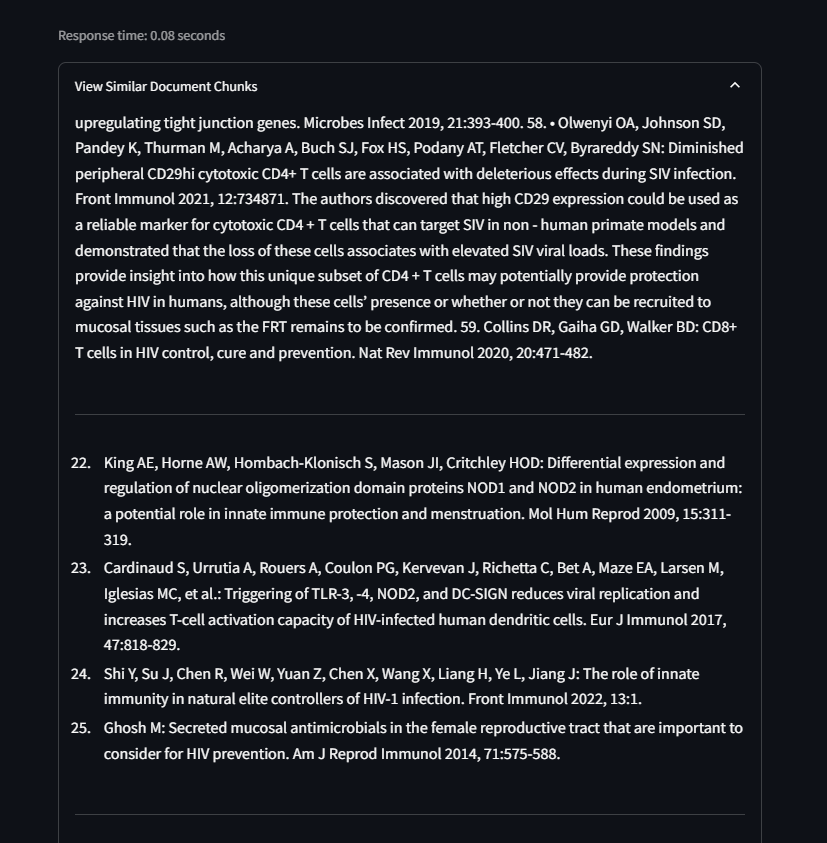 Response time: 0.08 seconds
View Similar Document Chunks
upregulating tight junction genes. Microbes Infect 2019, 21:393-400. 58. • Olwenyi OA, Johnson SD,
Pandey K, Thurman M, Acharya A, Buch SJ, Fox HS, Podany AT, Fletcher CV, Byrareddy SN: Diminished
peripheral CD29hi cytotoxic CD4+ T cells are associated with deleterious effects during SIV infection.
Front Immunol 2021, 12:734871. The authors discovered that high CD29 expression could be used as
a reliable marker for cytotoxic CD4 + T cells that can target SIV in non - human primate models and
demonstrated that the loss of these cells associates with elevated SIV viral loads. These findings
provide insight into how this unique subset of CD4 + T cells may potentially provide protection
against HIV in humans, although these cells’ presence or whether or not they can be recruited to
mucosal tissues such as the FRT remains to be confirmed. 59. Collins DR, Gaiha GD, Walker BD: CD8+
T cells in HIV control, cure and prevention. Nat Rev Immunol 2020, 20:471-482.
22. King AE, Horne AW, Hombach-Klonisch S, Mason JI, Critchley HOD: Differential expression and
regulation of nuclear oligomerization domain proteins NOD1 and NOD2 in human endometrium:
a potential role in innate immune protection and menstruation. Mol Hum Reprod 2009, 15:311-
319.
23. Cardinaud S, Urrutia A, Rouers A, Coulon PG, Kervevan J, Richetta C, Bet A, Maze EA, Larsen M,
Iglesias MC, et al.: Triggering of TLR-3, -4, NOD2, and DC-SIGN reduces viral replication and
increases T-cell activation capacity of HIV-infected human dendritic cells. Eur J Immunol 2017,
47:818-829.
24. Shi Y, Su J, Chen R, Wei W, Yuan Z, Chen X, Wang X, Liang H, Ye L, Jiang J: The role of innate
immunity in natural elite controllers of HIV-1 infection. Front Immunol 2022, 13:1.
25. Ghosh M: Secreted mucosal antimicrobials in the female reproductive tract that are important to
consider for HIV prevention. Am J Reprod Immunol 2014, 71:575-588.